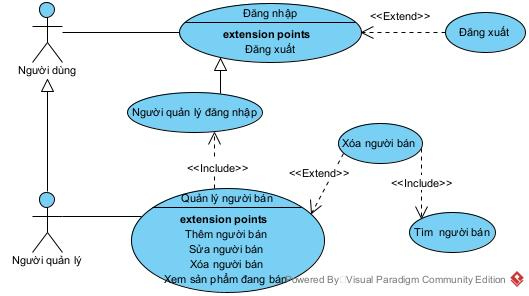 Đăng nhập
extension points
Đăng xuất
<<Extend>>
Đăng xuất
Người dùng
Người quản lý đăng nhập
<<Include>>
Xóa người bán
<<Extend>>
<<Include>>
Quản lý người bán
extension points
Thêm người bán
Sửa người bán
Xóa người bán
Xem sản phẩm đang bán
Tìm người bán
Người quản lý
Powered By Visual Paradigm Community Edition